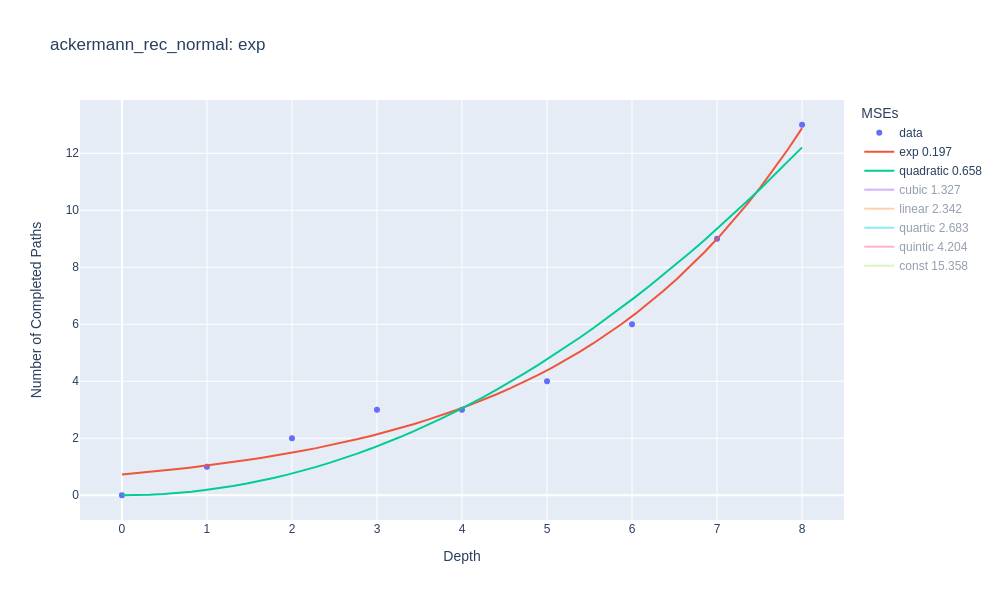 ackermann_rec_normal: exp
MSEs
data
exp 0.197
quadratic 0.658
cubic 1.327
linear 2.342
quartic 2.683
quintic 4.204
const 15.358
Number of Completed Paths
12
10
8
6
4
2
0
0 1 2 3 4 5 6 7 8
Depth